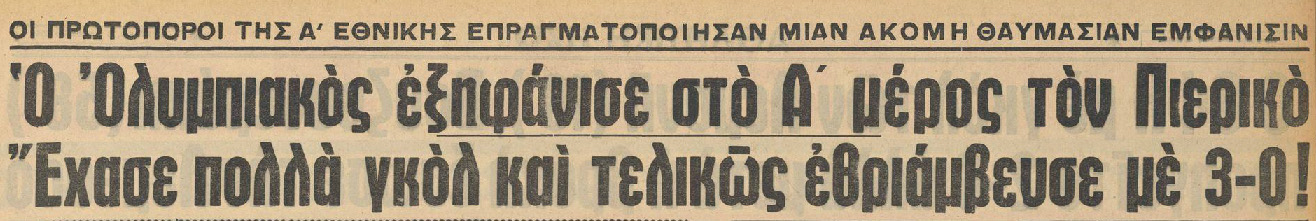 ΟΙ ΠΡΩΤΟΠΟΡΟΙ ΤΗΣ Α' ΕΘΝΙΚΗΣ ΕΠΡΑΓΜΑΤΟΠΟΙΗΣΑΝ ΜΙΑΝ ΑΚΟΜΗ ΘΑΥΜΑΣΙΑΝ ΕΜΦΑΝΙΣΙΝ
Ὁ Ὀλυμπιακὸς ἐξηφάνισε στὸ Α΄ μέρος τὸν Πιερικὸ
Ἔχασε πολλὰ γκὸλ καὶ τελικῶς ἐθριάμβευσε μὲ 3-0!